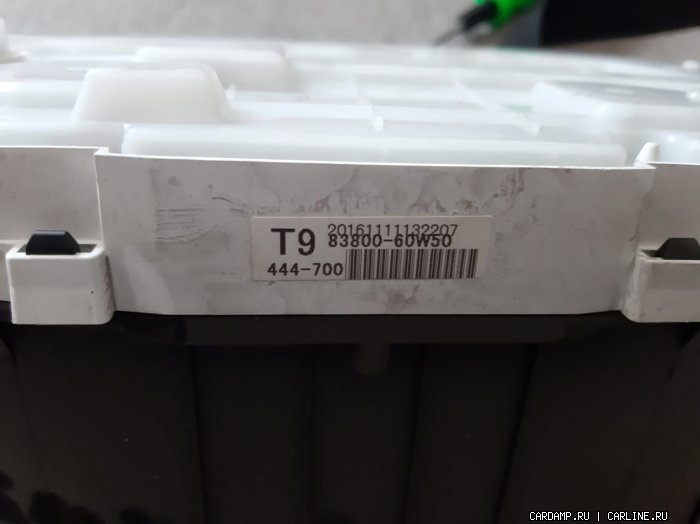 20161111132207
T9 83800-60W50
444-700
CARDAMP.RU | CARLINE.RU